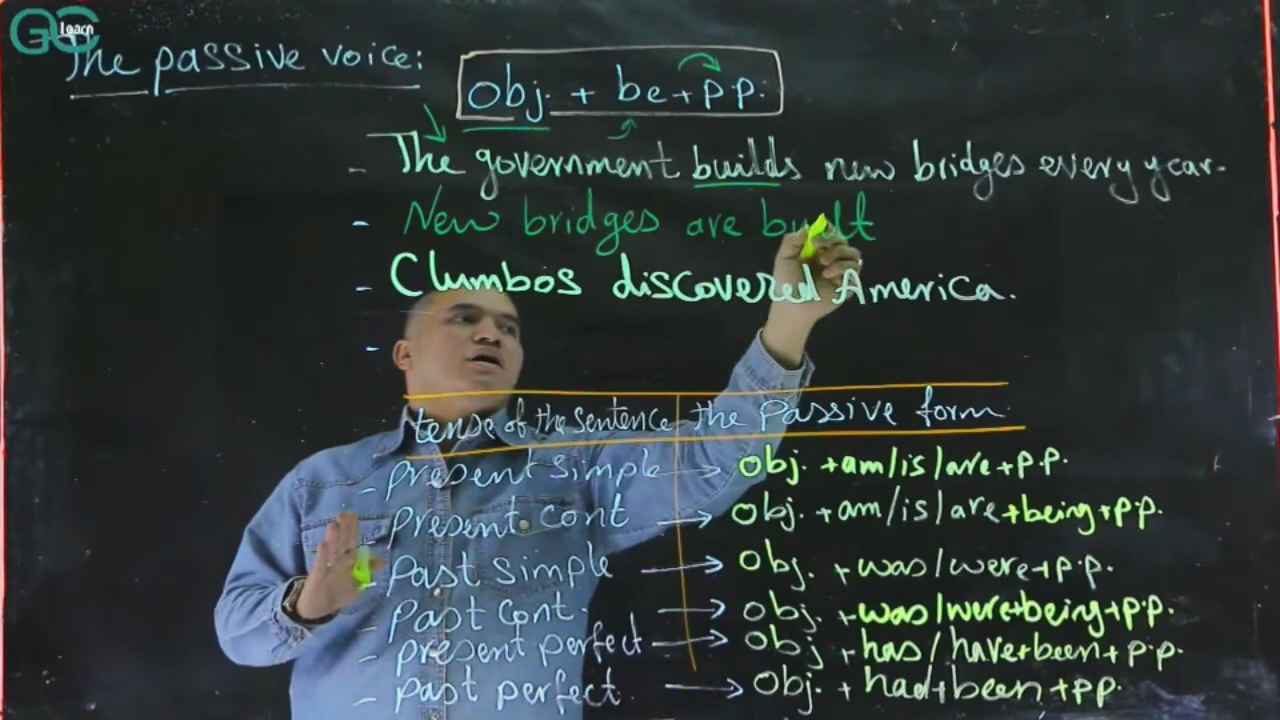 GC Learn
The passive voice:
obj. + be + p.p.
- The government builds new bridges every year.
- New bridges are built
- Clumbos discovered America.
-
tense of the sentence the passive form
- present simple → obj. + am/is/are + p.p.
- present cont → obj. + am/is/are + being + p.p.
- past simple → obj. + was/were + p.p.
- past cont. → obj. + was/were + being + p.p.
- present perfect → obj + has/have + been + p.p.
- past perfect. → obj. + had + been + pp.